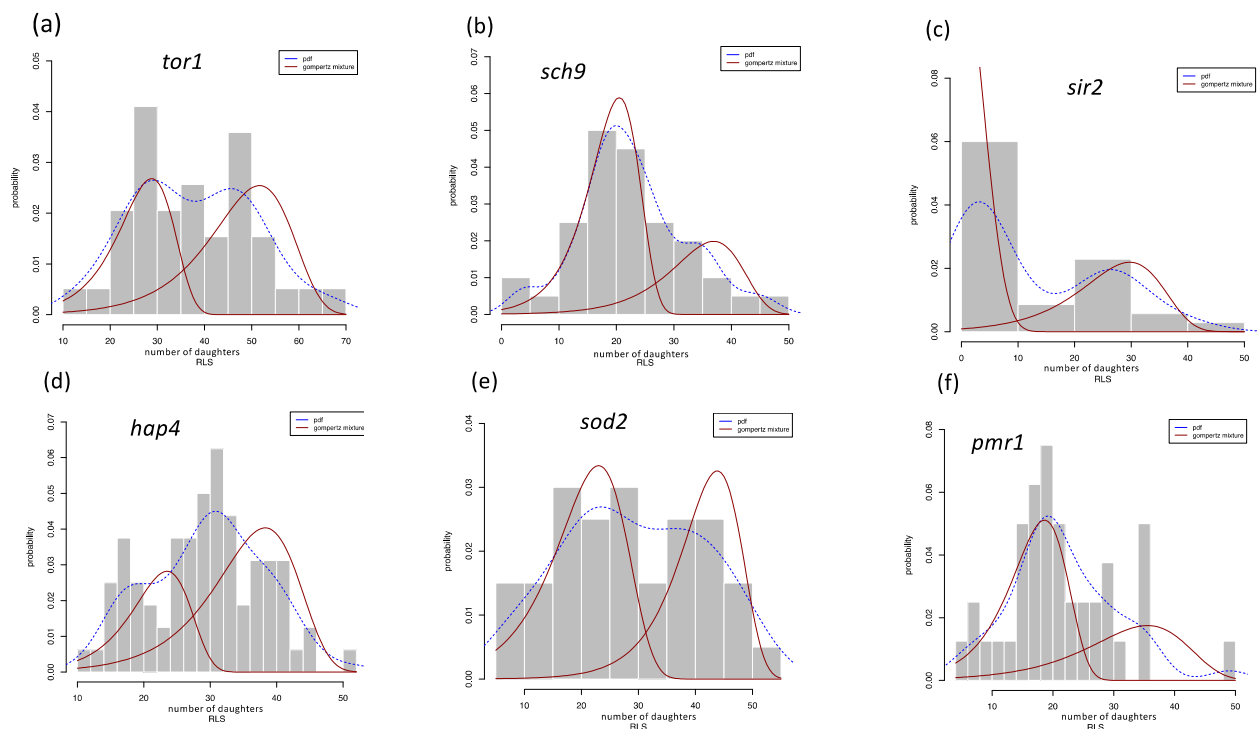 (a)
tor1
pdf
gompertz mixture
probability
0.00 0.01 0.02 0.03 0.04 0.05
10 20 30 40 50 60 70
number of daughters
RLS
(b)
sch9
pdf
gompertz mixture
probability
0.00 0.01 0.02 0.03 0.04 0.05 0.06 0.07
0 10 20 30 40 50
number of daughters
RLS
(c)
sir2
pdf
gompertz mixture
probability
0.00 0.02 0.04 0.06 0.08
0 10 20 30 40 50
number of daughters
RLS
(d)
hap4
pdf
gompertz mixture
probability
0.00 0.01 0.02 0.03 0.04 0.05 0.06 0.07
10 20 30 40 50
number of daughters
RLS
(e)
sod2
pdf
gompertz mixture
probability
0.00 0.01 0.02 0.03 0.04
10 20 30 40 50
number of daughters
RLS
(f)
pmr1
pdf
gompertz mixture
probability
0.00 0.02 0.04 0.06 0.08
10 20 30 40 50
number of daughters
RLS